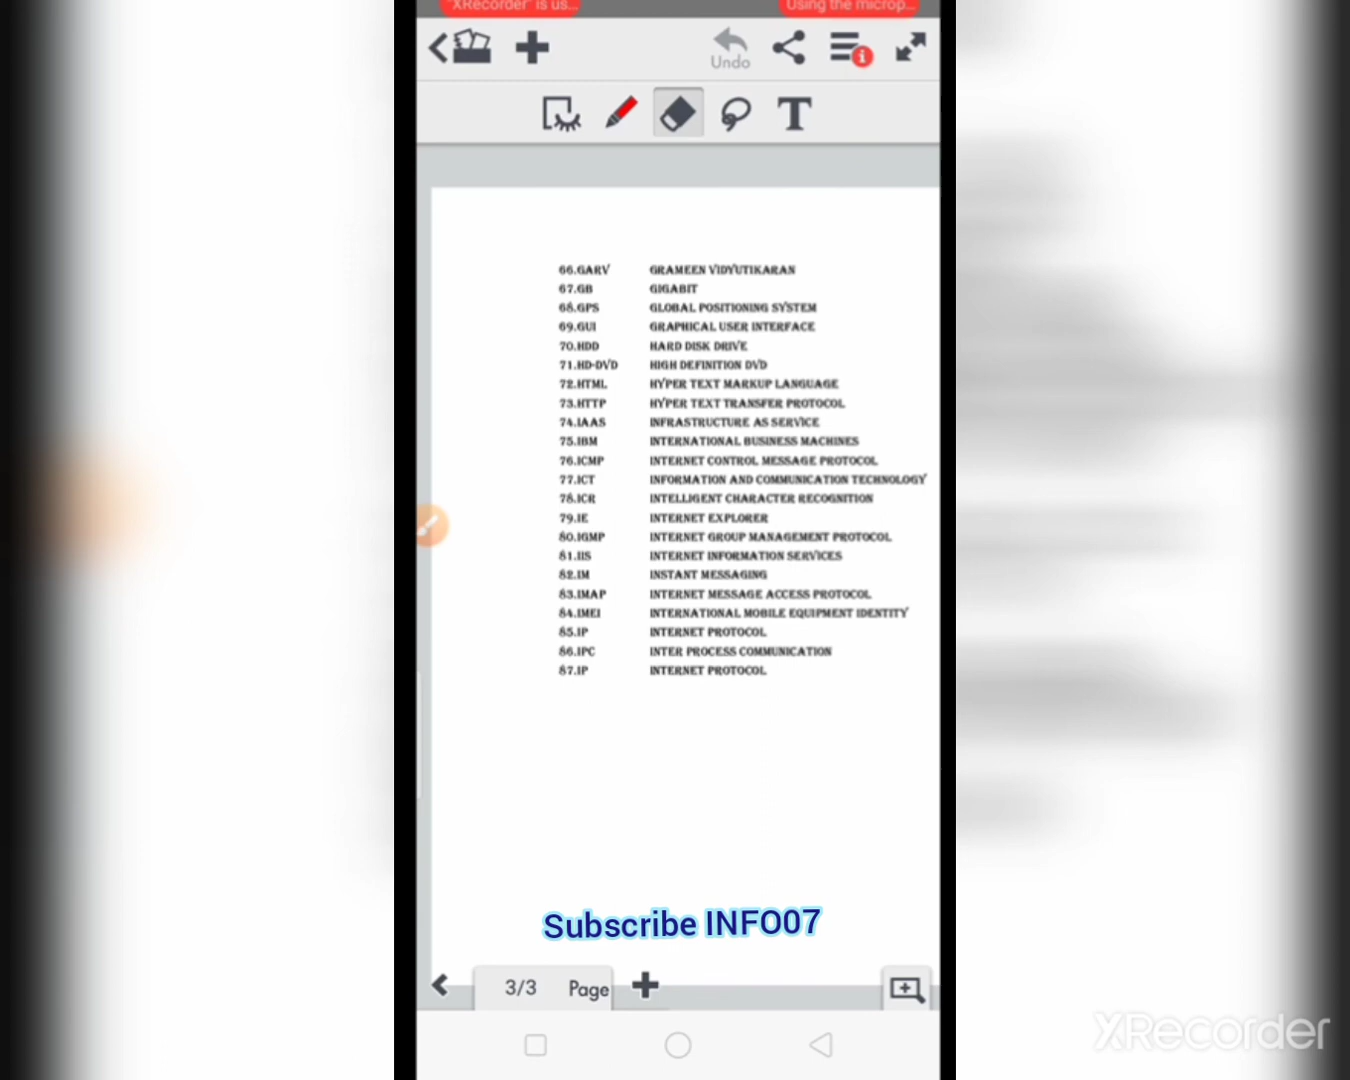 "XRecorder" is us...
Using the microp...
Undo
T
66.GARV GRAMEEN VIDYUTIKARAN
67.GB GIGABIT
68.GPS GLOBAL POSITIONING SYSTEM
69.GUI GRAPHICAL USER INTERFACE
70.HDD HARD DISK DRIVE
71.HD-DVD HIGH DEFINITION DVD
72.HTML HYPER TEXT MARKUP LANGUAGE
73.HTTP HYPER TEXT TRANSFER PROTOCOL
74.IAAS INFRASTRUCTURE AS SERVICE
75.IBM INTERNATIONAL BUSINESS MACHINES
76.ICMP INTERNET CONTROL MESSAGE PROTOCOL
77.ICT INFORMATION AND COMMUNICATION TECHNOLOGY
78.ICR INTELLIGENT CHARACTER RECOGNITION
79.IE INTERNET EXPLORER
80.IGMP INTERNET GROUP MANAGEMENT PROTOCOL
81.IIS INTERNET INFORMATION SERVICES
82.IM INSTANT MESSAGING
83.IMAP INTERNET MESSAGE ACCESS PROTOCOL
84.IMEI INTERNATIONAL MOBILE EQUIPMENT IDENTITY
85.IP INTERNET PROTOCOL
86.IPC INTER PROCESS COMMUNICATION
87.IP INTERNET PROTOCOL
Subscribe INFO07
3/3 Page
XRecorder